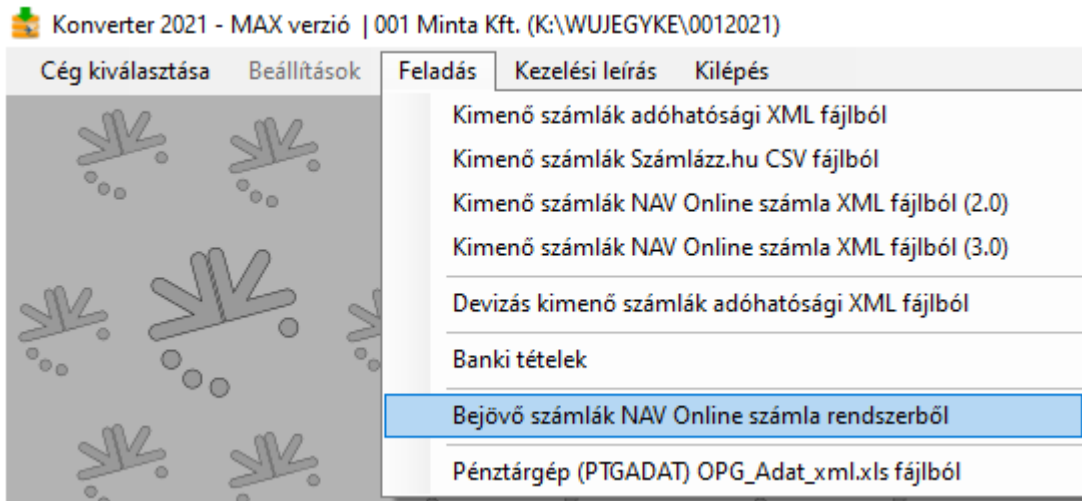 Konverter 2021 - MAX verzió | 001 Minta Kft. (K:\WUJEGYKE\0012021)
Cég kiválasztása Beállítások Feladás Kezelési leírás Kilépés
Kimenő számlák adóhatósági XML fájlból
Kimenő számlák Számlázz.hu CSV fájlból
Kimenő számlák NAV Online számla XML fájlból (2.0)
Kimenő számlák NAV Online számla XML fájlból (3.0)
Devizás kimenő számlák adóhatósági XML fájlból
Banki tételek
Bejövő számlák NAV Online számla rendszerből
Pénztárgép (PTGADAT) OPG_Adat_xml.xls fájlból